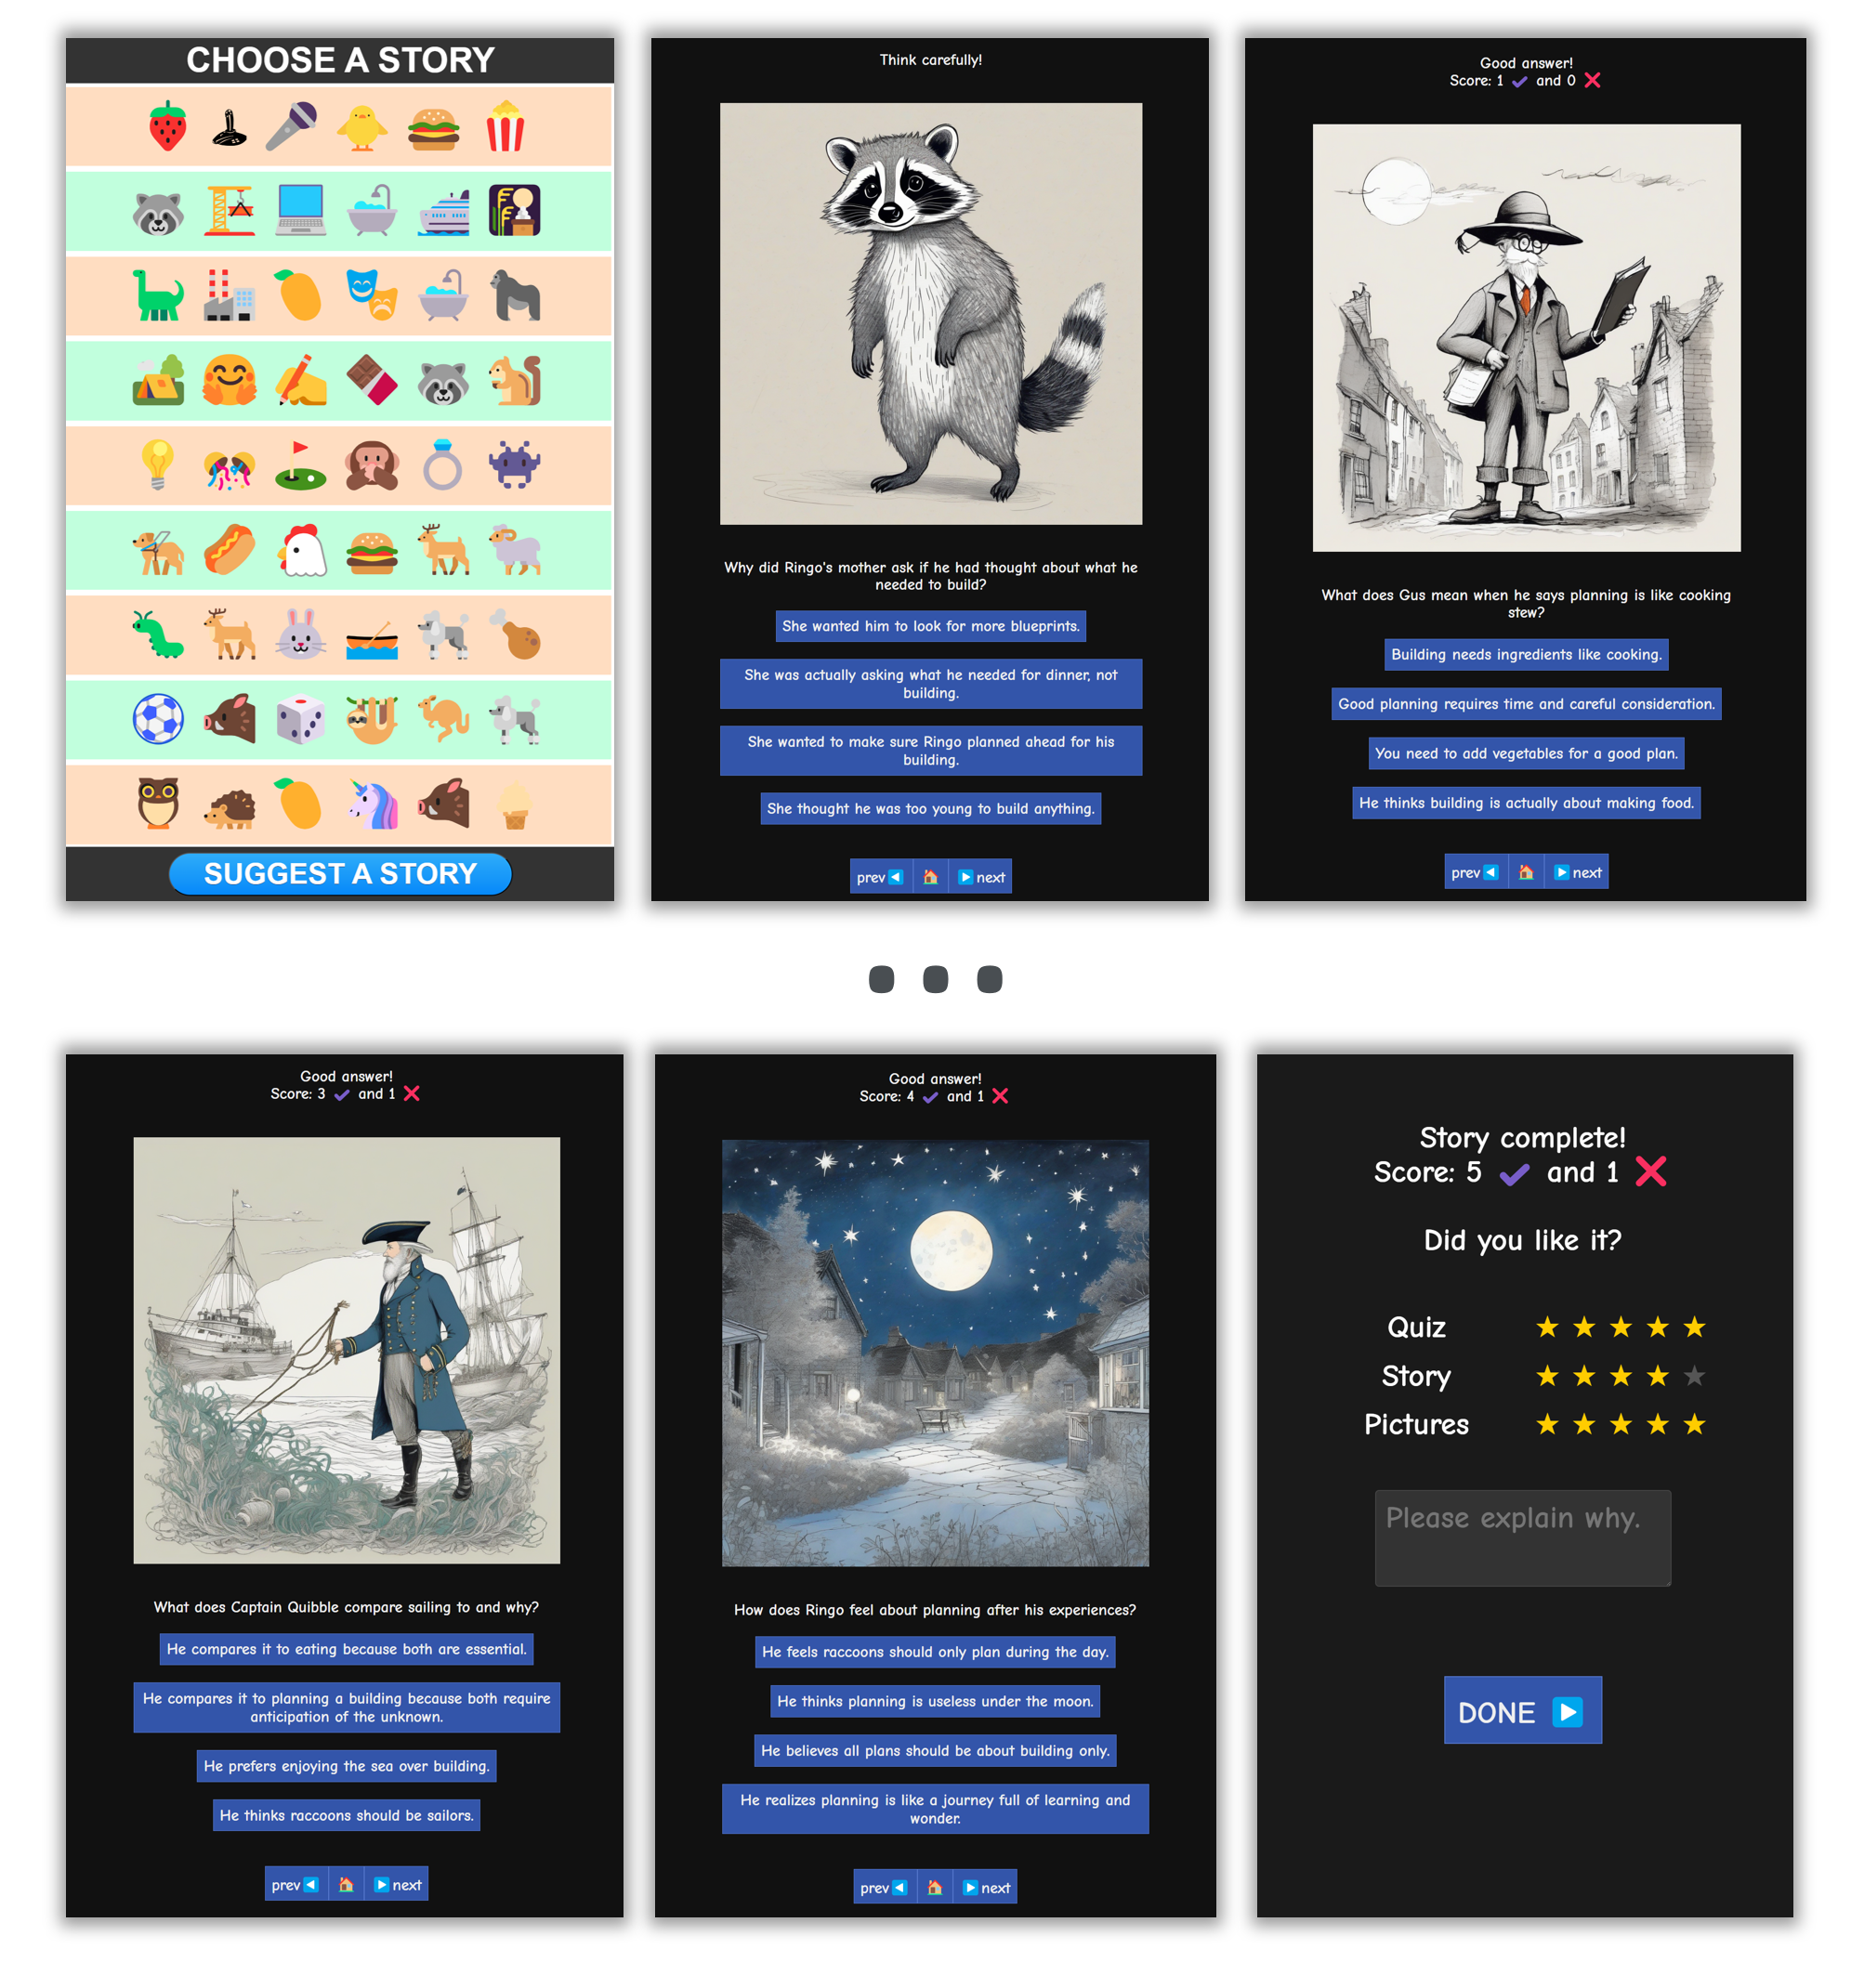 CHOOSE A STORY
SUGGEST A STORY
Think carefully!
Why did Ringo's mother ask if he had thought about what he
needed to build?
She wanted him to look for more blueprints.
She was actually asking what he needed for dinner, not
building.
She wanted to make sure Ringo planned ahead for his
building.
She thought he was too young to build anything.
prev
next
Good answer!
Score: 1 and 0
What does Gus mean when he says planning is like cooking
stew?
Building needs ingredients like cooking.
Good planning requires time and careful consideration.
You need to add vegetables for a good plan.
He thinks building is actually about making food.
prev
next
Good answer!
Score: 3 and 1
What does Captain Quibble compare sailing to and why?
He compares it to eating because both are essential.
He compares it to planning a building because both require
anticipation of the unknown.
He prefers enjoying the sea over building.
He thinks raccoons should be sailors.
prev
next
Good answer!
Score: 4 and 1
How does Ringo feel about planning after his experiences?
He feels raccoons should only plan during the day.
He thinks planning is useless under the moon.
He believes all plans should be about building only.
He realizes planning is like a journey full of learning and
wonder.
prev
next
Story complete!
Score: 5 and 1
Did you like it?
Quiz
Story
Pictures
Please explain why.
DONE